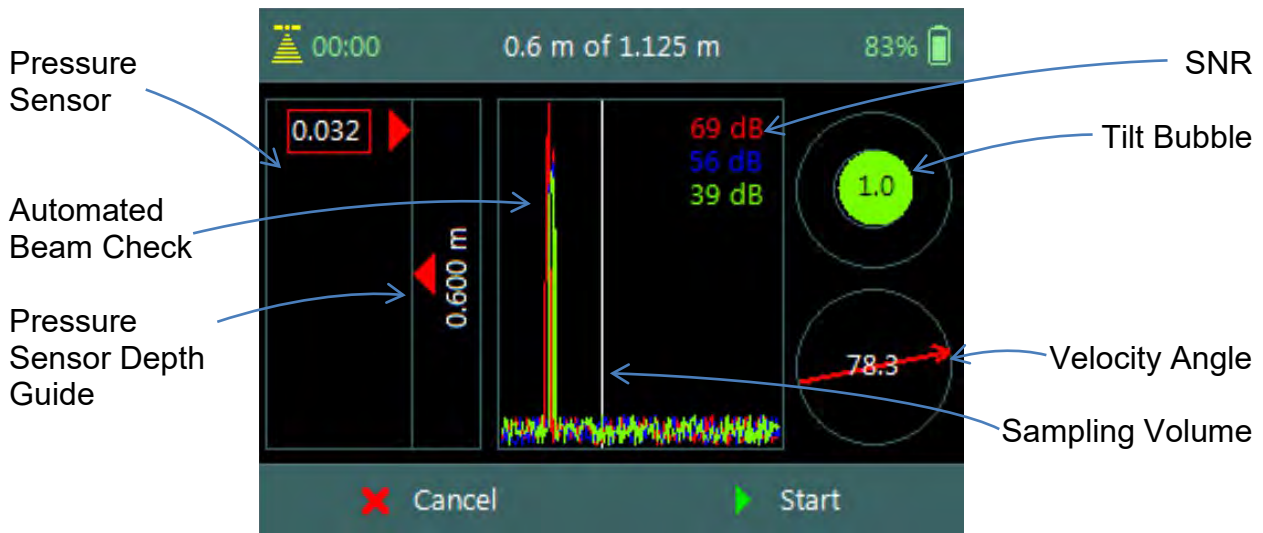 00:00
0.6 m of 1.125 m
83%
Pressure
Sensor
SNR
Tilt Bubble
0.032
69 dB
56 dB
39 dB
1.0
Automated
Beam Check
0.600 m
Pressure
Sensor Depth
Guide
78.3
Velocity Angle
Sampling Volume
Cancel
Start